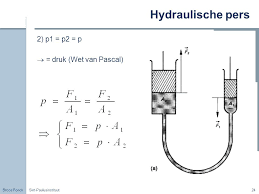 Hydraulische pers
2) p1 = p2 = p
→ = druk (Wet van Pascal)
p = F₁/A₁ = F₂/A₂
⇒ { F₁ = p · A₁
F₂ = p · A₂
(a)
24